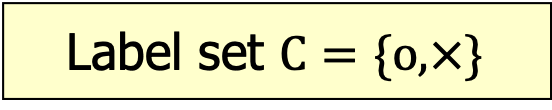 Label set C = {o,×}